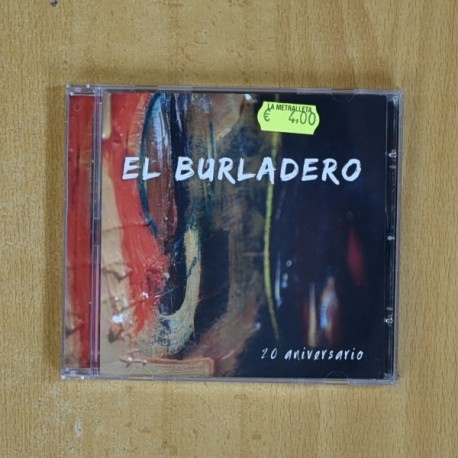 LA METRALLETA
€ 4,00
EL BURLADERO
20 aniversario